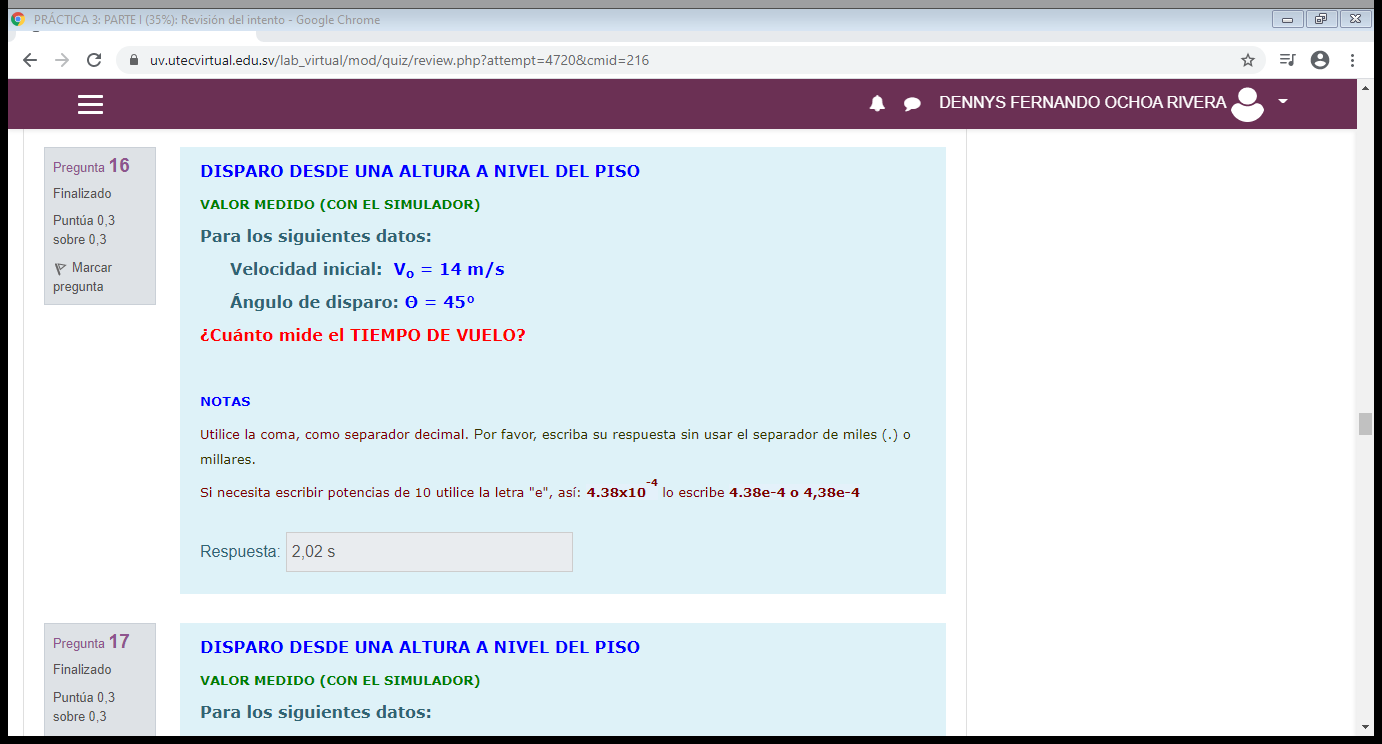 PRÁCTICA 3: PARTE I (35%): Revisión del intento - Google Chrome
uv.utecvirtual.edu.sv/lab_virtual/mod/quiz/review.php?attempt=4720&cmid=216
DENNYS FERNANDO OCHOA RIVERA
Pregunta 16
Finalizado
Puntúa 0,3
sobre 0,3
Marcar
pregunta
DISPARO DESDE UNA ALTURA A NIVEL DEL PISO
VALOR MEDIDO (CON EL SIMULADOR)
Para los siguientes datos:
Velocidad inicial: Vo = 14 m/s
Ángulo de disparo: Θ = 45º
¿Cuánto mide el TIEMPO DE VUELO?
NOTAS
Utilice la coma, como separador decimal. Por favor, escriba su respuesta sin usar el separador de miles (.) o
millares.
Si necesita escribir potencias de 10 utilice la letra "e", así: 4.38x10-4 lo escribe 4.38e-4 o 4,38e-4
Respuesta: 2,02 s
Pregunta 17
Finalizado
Puntúa 0,3
sobre 0,3
DISPARO DESDE UNA ALTURA A NIVEL DEL PISO
VALOR MEDIDO (CON EL SIMULADOR)
Para los siguientes datos: